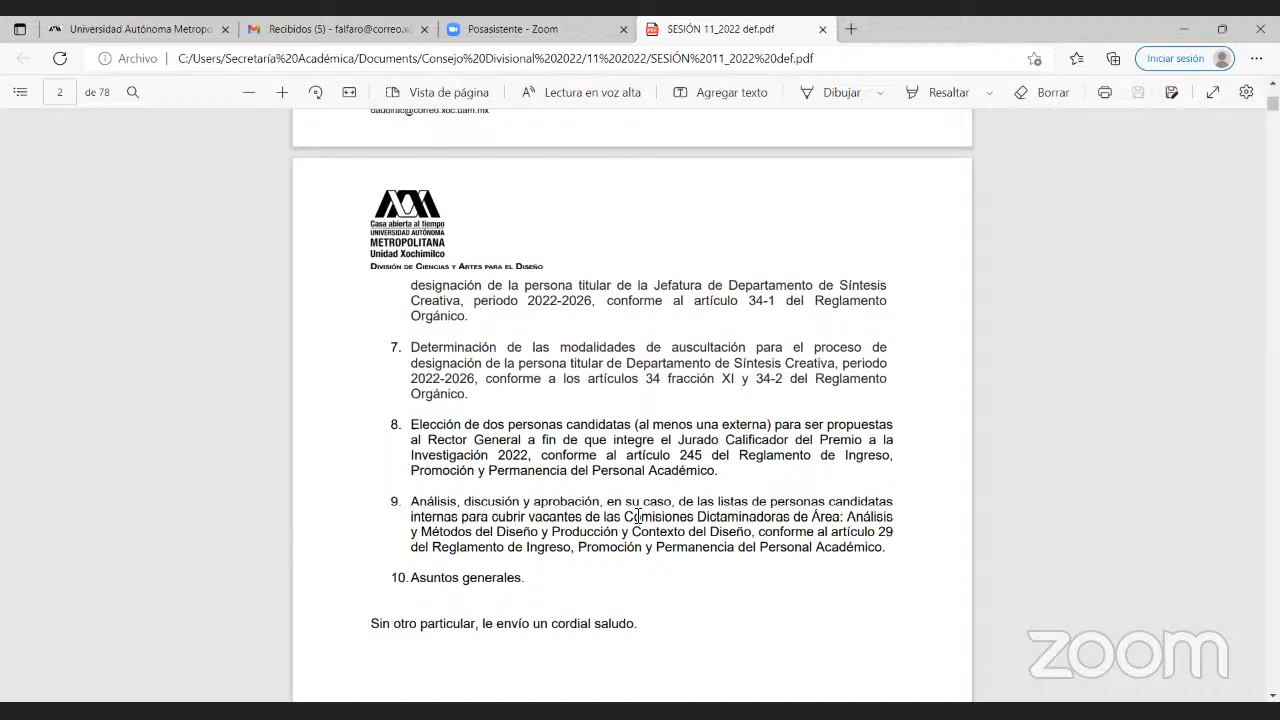 Universidad Autónoma Metropo
Recibidos (5) - falfaro@correo.xo
Posasistente - Zoom
SESIÓN 11_2022 def.pdf
Archivo
C:/Users/Secretaría%20Académica/Documents/Consejo%20Divisional%202022/11%202022/SESIÓN%2011_2022%20def.pdf
Iniciar sesión
2 de 78
Vista de página
Lectura en voz alta
Agregar texto
Dibujar
Resaltar
Borrar
daudirac@correo.xoc.uam.mx
Casa abierta al tiempo
UNIVERSIDAD AUTÓNOMA
METROPOLITANA
Unidad Xochimilco
DIVISIÓN DE CIENCIAS Y ARTES PARA EL DISEÑO
designación de la persona titular de la Jefatura de Departamento de Síntesis
Creativa, periodo 2022-2026, conforme al artículo 34-1 del Reglamento
Orgánico.
7. Determinación de las modalidades de auscultación para el proceso de
designación de la persona titular de Departamento de Síntesis Creativa, periodo
2022-2026, conforme a los artículos 34 fracción XI y 34-2 del Reglamento
Orgánico.
8. Elección de dos personas candidatas (al menos una externa) para ser propuestas
al Rector General a fin de que integre el Jurado Calificador del Premio a la
Investigación 2022, conforme al artículo 245 del Reglamento de Ingreso,
Promoción y Permanencia del Personal Académico.
9. Análisis, discusión y aprobación, en su caso, de las listas de personas candidatas
internas para cubrir vacantes de las Comisiones Dictaminadoras de Área: Análisis
y Métodos del Diseño y Producción y Contexto del Diseño, conforme al artículo 29
del Reglamento de Ingreso, Promoción y Permanencia del Personal Académico.
10. Asuntos generales.
Sin otro particular, le envío un cordial saludo.
zoom